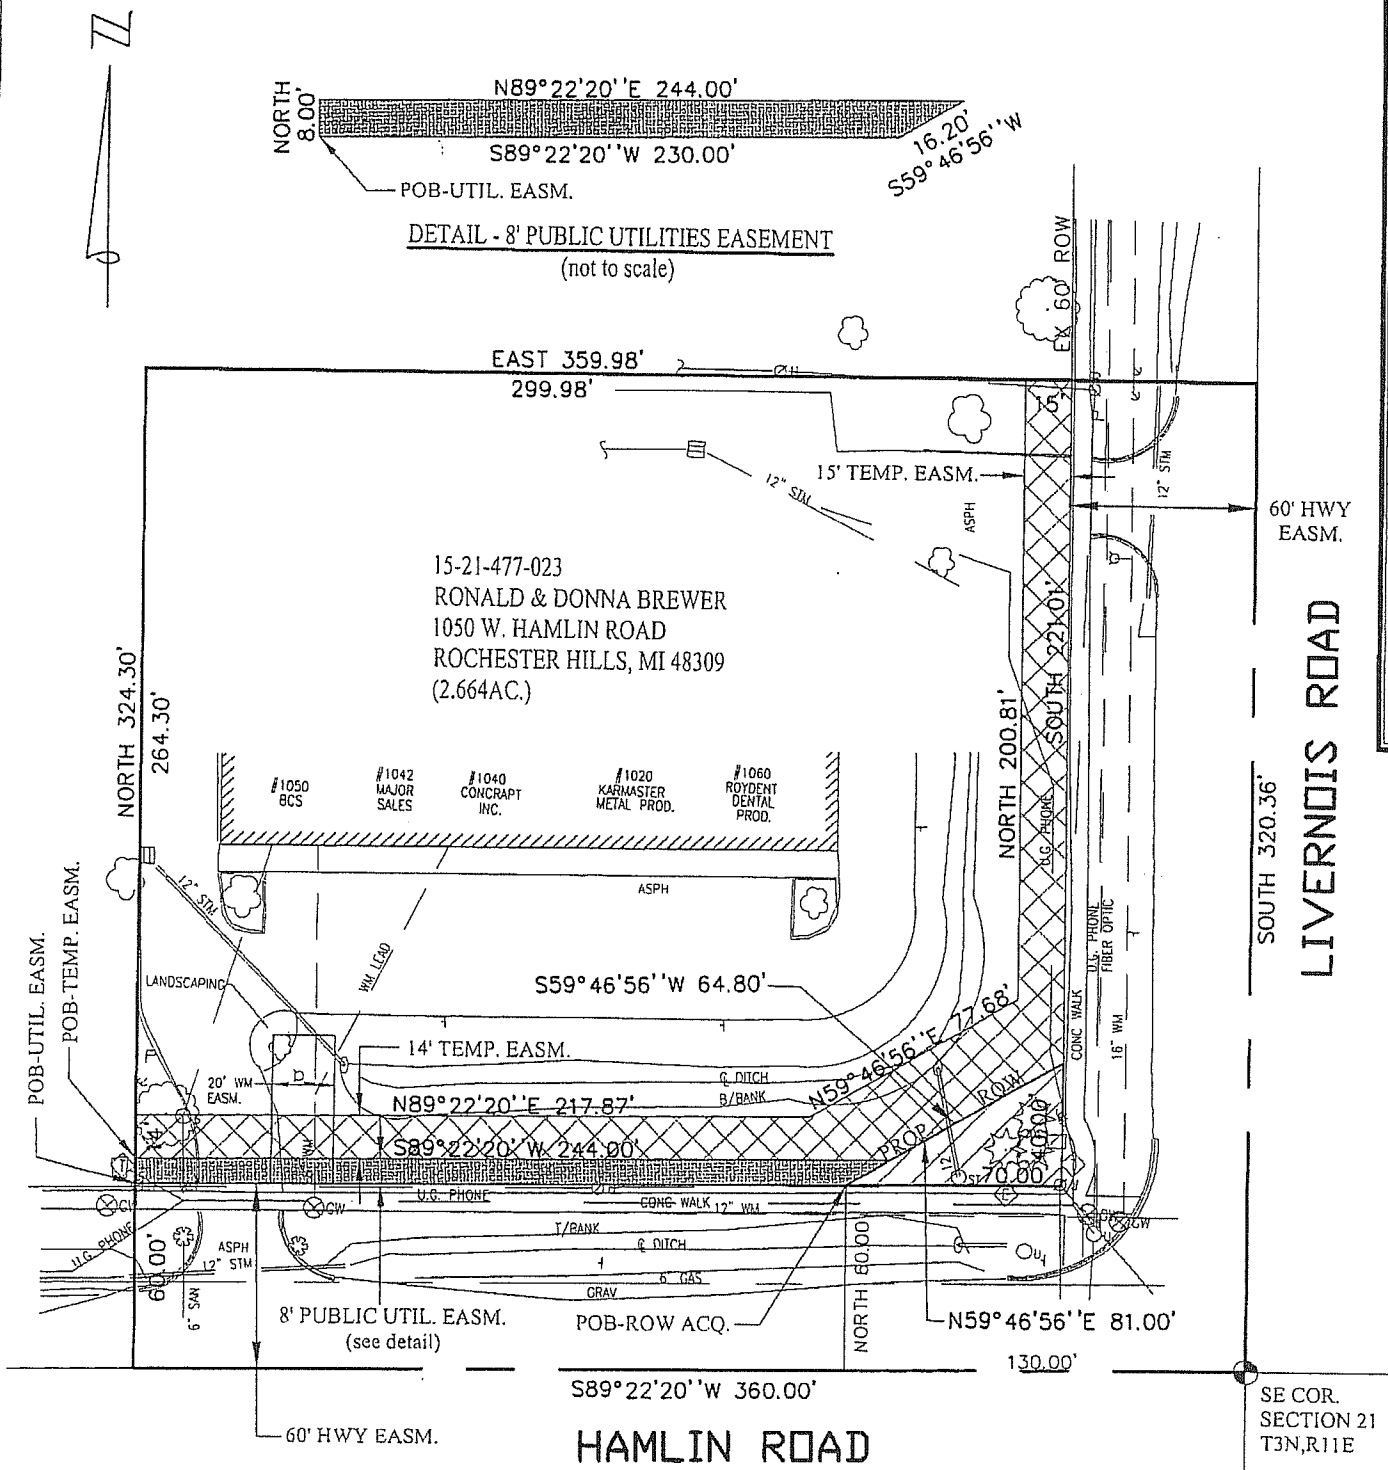 N
N89°22'20''E 244.00'
NORTH
8.00'
S89°22'20''W 230.00'
16.20'
S59°46'56''W
POB-UTIL. EASM.
DETAIL - 8' PUBLIC UTILITIES EASEMENT
(not to scale)
EX 60' ROW
EAST 359.98'
299.98'
15'
15' TEMP. EASM.
12" STM
12" STM
ASPH
60' HWY
EASM.
15-21-477-023
RONALD & DONNA BREWER
1050 W. HAMLIN ROAD
ROCHESTER HILLS, MI 48309
(2.664AC.)
NORTH 324.30'
264.30'
NORTH 200.81'
SOUTH 221.01'
U.G. PHONE
SOUTH 320.36'
LIVERNOIS ROAD
#1050
BCS
#1042
MAJOR
SALES
#1040
CONCRAPT
INC.
#1020
KARMASTER
METAL PROD.
#1060
ROYDENT
DENTAL
PROD.
ASPH
12" STM
WM LEAD
LANDSCAPING
POB-UTIL. EASM.
POB-TEMP. EASM.
S59°46'56''W 64.80'
N59°46'56''E 77.68'
CONC WALK
U.G. PHONE
FIBER OPTIC
16" WM
14' TEMP. EASM.
20' WM
EASM.
℄ DITCH
B/BANK
N89°22'20''E 217.87'
14'
S89°22'20''W 244.00'
WM
PROP. ROW
12"
46.00'
70.00'
T
E
GW
GW
U.G. PHONE
CONC WALK
12" WM
T/BANK
℄ DITCH
6" GAS
GRAV
U.G. PHONE
60.00'
ASPH
12" STM
6" SAN
8' PUBLIC UTIL. EASM.
(see detail)
POB-ROW ACQ.
NORTH 60.00
N59°46'56''E 81.00'
130.00'
S89°22'20''W 360.00'
60' HWY EASM.
HAMLIN ROAD
SE COR.
SECTION 21
T3N,R11E